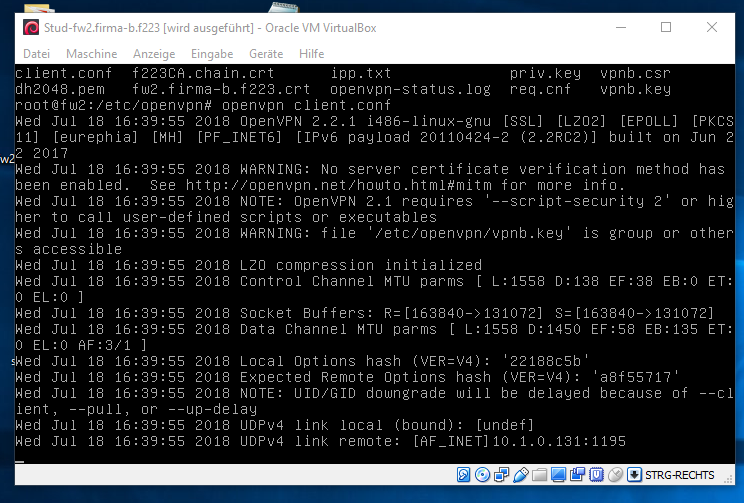 Stud-fw2.firma-b.f223 [wird ausgeführt] - Oracle VM VirtualBox
Datei Maschine Anzeige Eingabe Geräte Hilfe
client.conf f223CA.chain.crt ipp.txt priv.key vpnb.csr
dh2048.pem fw2.firma-b.f223.crt openvpn-status.log req.cnf vpnb.key
root@fw2:/etc/openvpn# openvpn client.conf
Wed Jul 18 16:39:55 2018 OpenVPN 2.2.1 i486-linux-gnu [SSL] [LZO2] [EPOLL] [PKCS
11] [eurephia] [MH] [PF_INET6] [IPv6 payload 20110424-2 (2.2RC2)] built on Jun 2
2 2017
Wed Jul 18 16:39:55 2018 WARNING: No server certificate verification method has
been enabled.  See http://openvpn.net/howto.html#mitm for more info.
Wed Jul 18 16:39:55 2018 NOTE: OpenVPN 2.1 requires '--script-security 2' or hig
her to call user-defined scripts or executables
Wed Jul 18 16:39:55 2018 WARNING: file '/etc/openvpn/vpnb.key' is group or other
s accessible
Wed Jul 18 16:39:55 2018 LZO compression initialized
Wed Jul 18 16:39:55 2018 Control Channel MTU parms [ L:1558 D:138 EF:38 EB:0 ET:
0 EL:0 ]
Wed Jul 18 16:39:55 2018 Socket Buffers: R=[163840->131072] S=[163840->131072]
Wed Jul 18 16:39:55 2018 Data Channel MTU parms [ L:1558 D:1450 EF:58 EB:135 ET:
0 EL:0 AF:3/1 ]
Wed Jul 18 16:39:55 2018 Local Options hash (VER=V4): '22188c5b'
Wed Jul 18 16:39:55 2018 Expected Remote Options hash (VER=V4): 'a8f55717'
Wed Jul 18 16:39:55 2018 NOTE: UID/GID downgrade will be delayed because of --cl
ient, --pull, or --up-delay
Wed Jul 18 16:39:55 2018 UDPv4 link local (bound): [undef]
Wed Jul 18 16:39:55 2018 UDPv4 link remote: [AF_INET]10.1.0.131:1195
w2
s
STRG-RECHTS